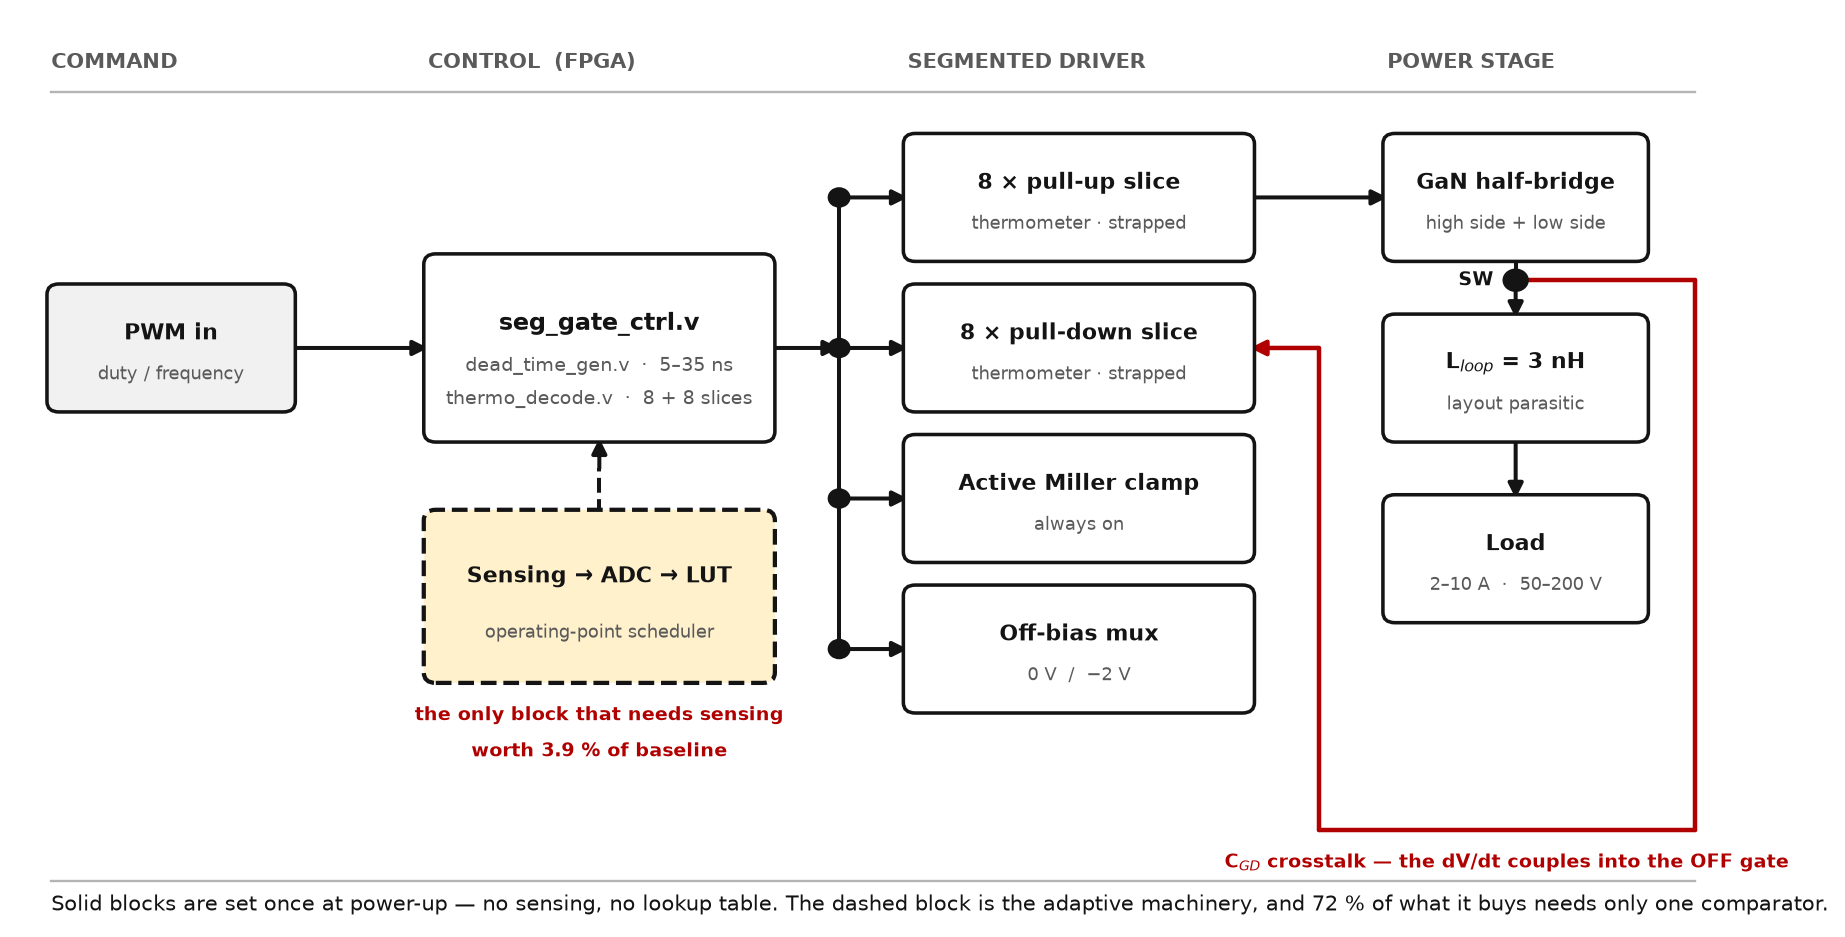 COMMAND
CONTROL (FPGA)
SEGMENTED DRIVER
POWER STAGE
PWM in
duty / frequency
seg_gate_ctrl.v
dead_time_gen.v · 5–35 ns
thermo_decode.v · 8 + 8 slices
Sensing → ADC → LUT
operating-point scheduler
the only block that needs sensing
worth 3.9 % of baseline
8 × pull-up slice
thermometer · strapped
8 × pull-down slice
thermometer · strapped
Active Miller clamp
always on
Off-bias mux
0 V / −2 V
GaN half-bridge
high side + low side
SW
Lloop = 3 nH
layout parasitic
Load
2–10 A · 50–200 V
CGD crosstalk — the dV/dt couples into the OFF gate
Solid blocks are set once at power-up — no sensing, no lookup table. The dashed block is the adaptive machinery, and 72 % of what it buys needs only one comparator.